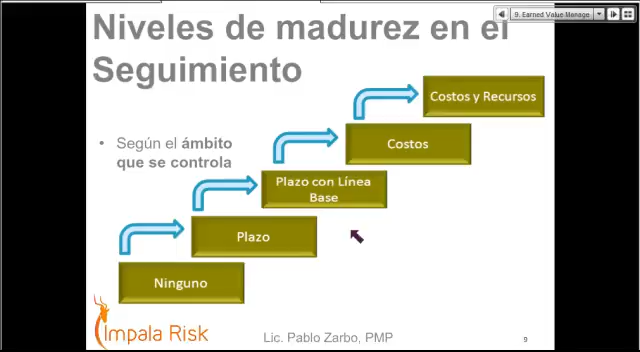 9. Earned Value Manage.
Niveles de madurez en el
Seguimiento
Costos y Recursos
• Según el ámbito
que se controla
Costos
Plazo con Línea
Base
Plazo
Ninguno
Impala Risk
Lic. Pablo Zarbo, PMP
9